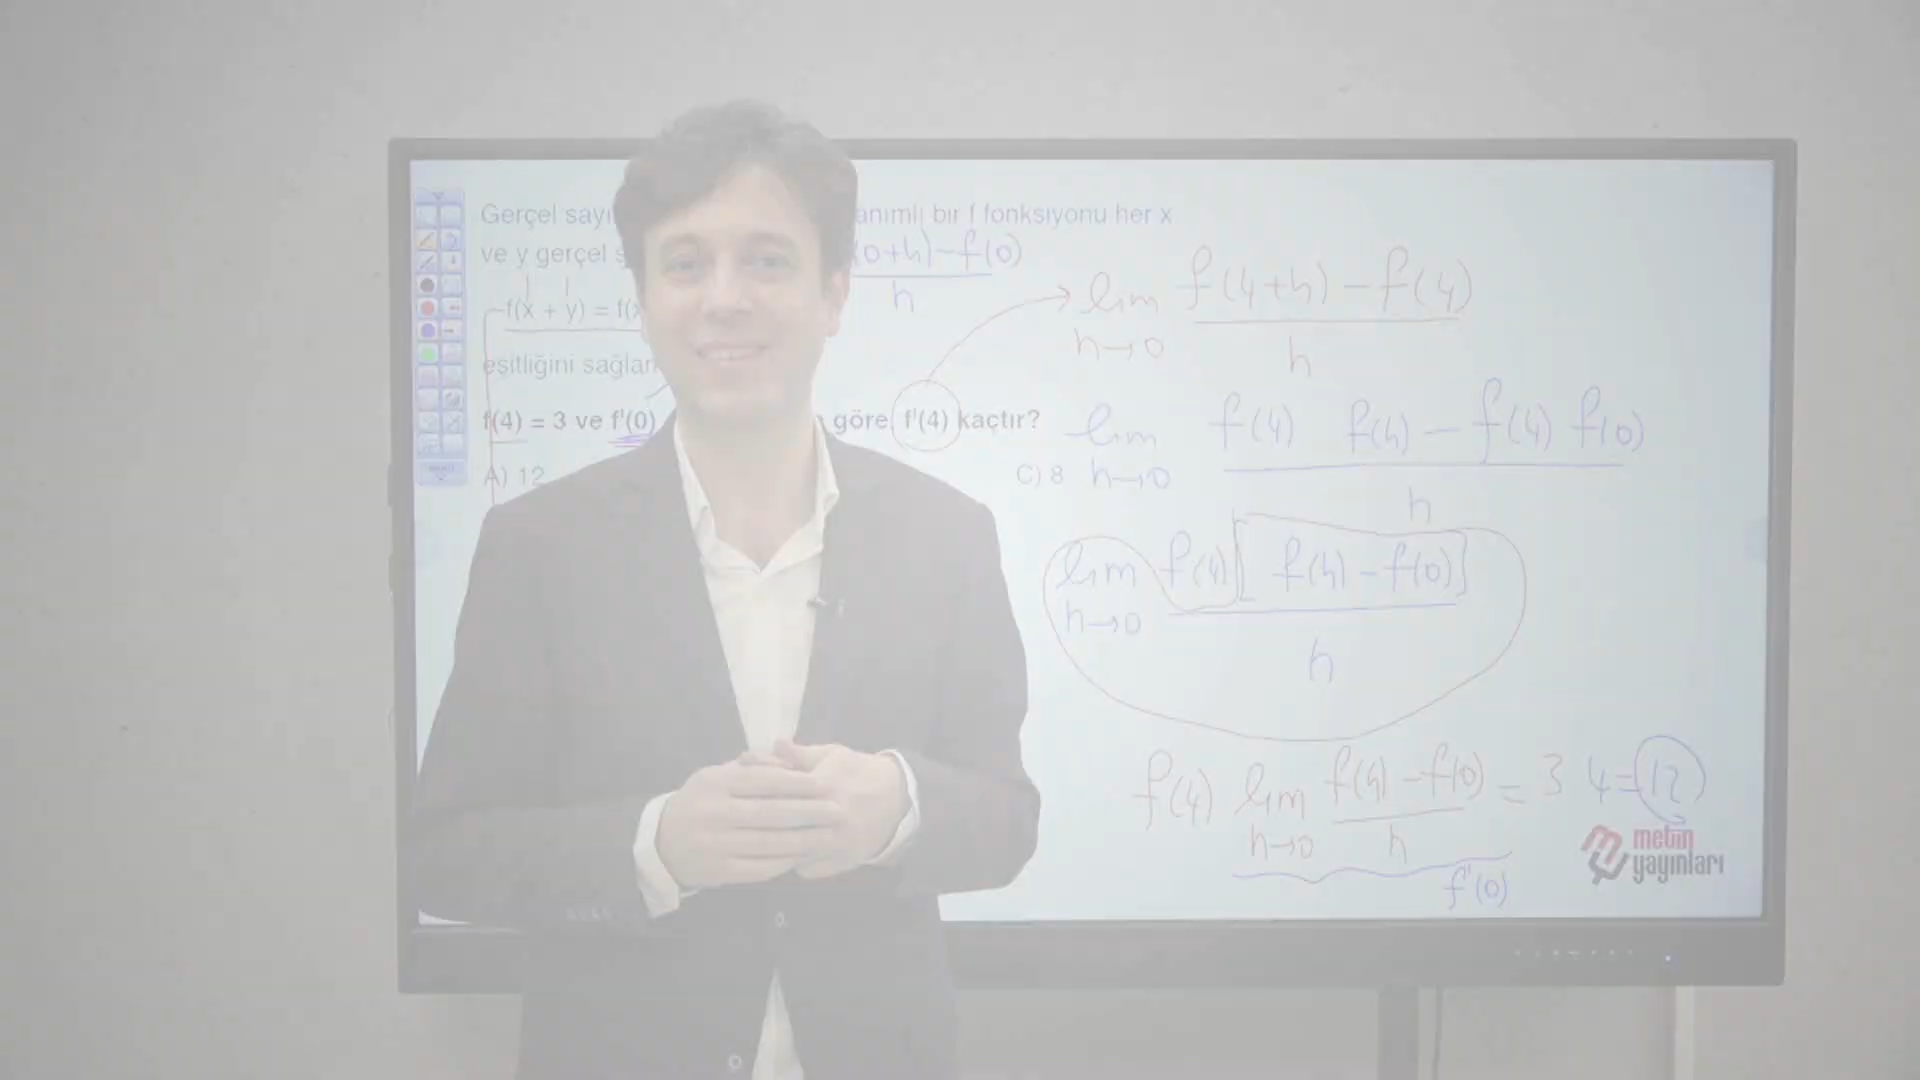 Gerçel sayı anımlı bir f fonksiyonu her x
ve y gerçel s
(0+h)-f(0)
h
f(x + y) = f(x
eşitliğini sağlan
f(4) = 3 ve f'(0) göre, f'(4) kaçtır?
A) 12
C) 8
lim f(4+h) - f(4)
h→0 h
lim f(4) f(h) - f(4) f(0)
h→0 h
lim f(4) [ f(h) - f(0) ]
h→0 h
f(4) lim f(h) - f(0) = 3 4 = 12
h→0 h
f'(0)
metin
yayınları